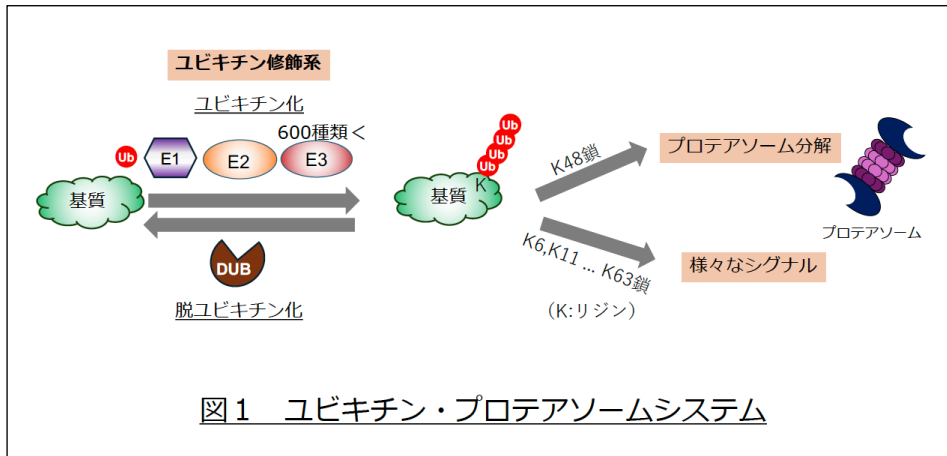 ユビキチン修飾系
ユビキチン化
600種類<
Ub
E1
E2
E3
基質
DUB
脱ユビキチン化
Ub
Ub
Ub
Ub
K
基質
K48鎖
K6,K11 ... K63鎖
(K:リジン)
プロテアソーム分解
プロテアソーム
様々なシグナル
図1 ユビキチン・プロテアソームシステム